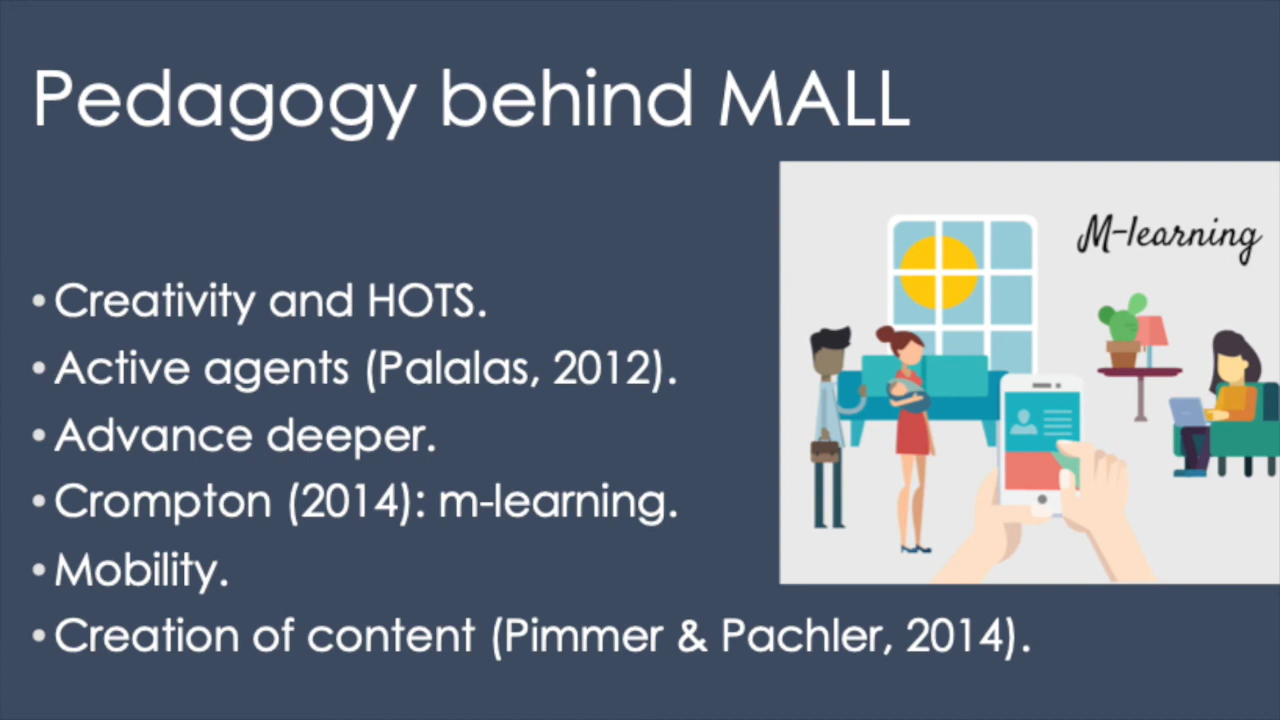 Pedagogy behind MALL
M-learning
• Creativity and HOTS.
• Active agents (Palalas, 2012).
• Advance deeper.
• Crompton (2014): m-learning.
• Mobility.
• Creation of content (Pimmer & Pachler, 2014).